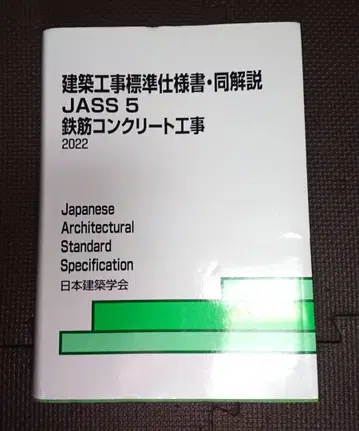 建築工事標準仕様書・同解説
JASS 5
鉄筋コンクリート工事
2022
Japanese
Architectural
Standard
Specification
日本建築学会